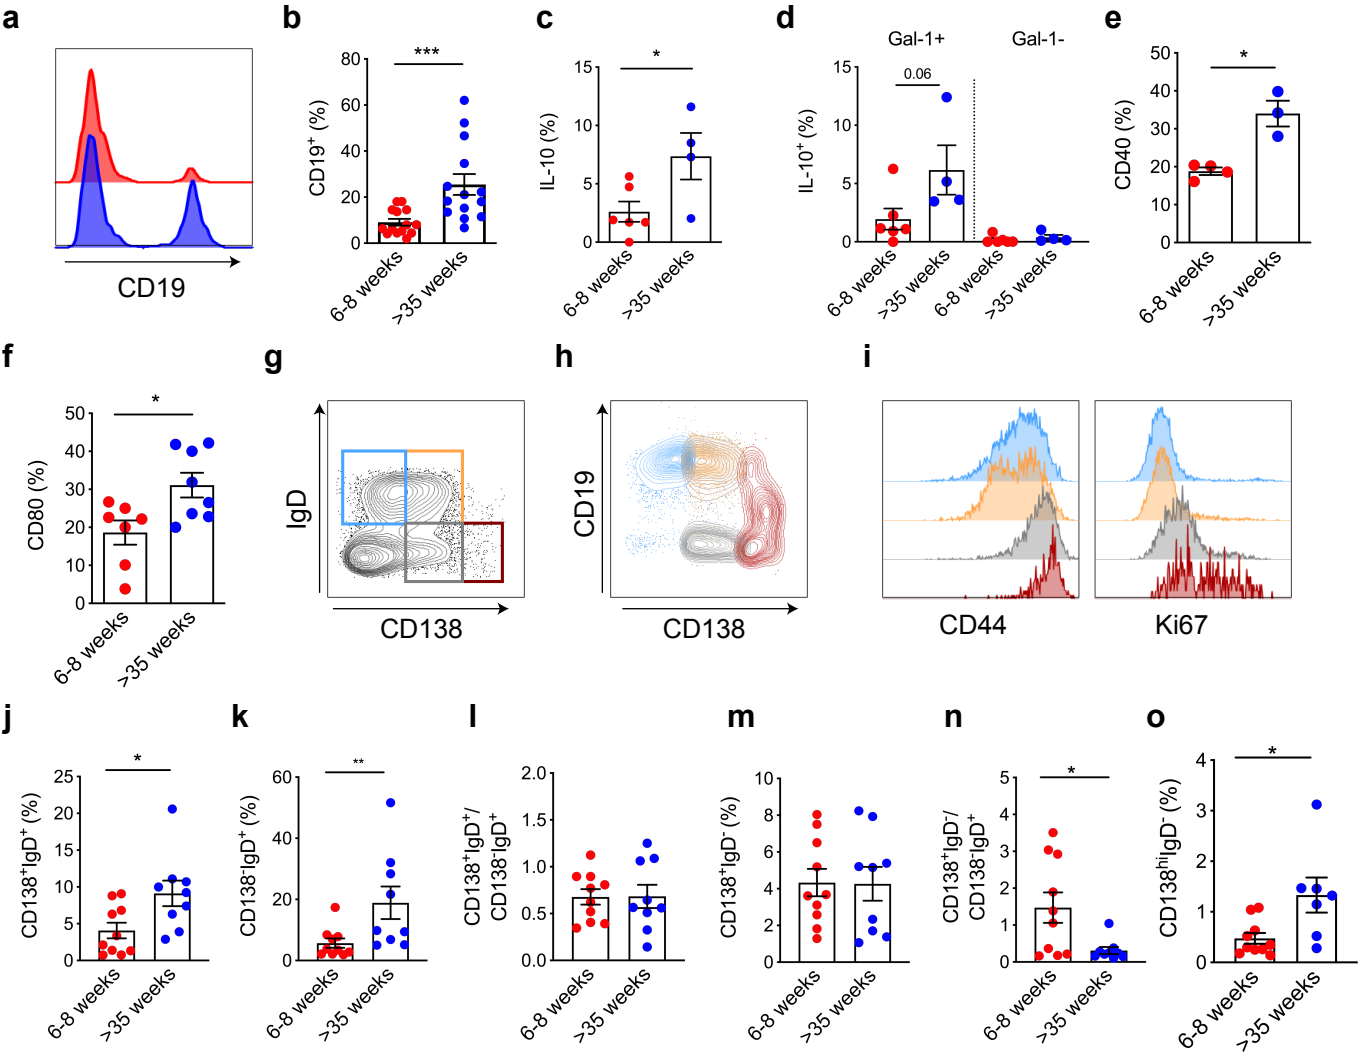 a
CD19
b
***
CD19+ (%)
80
60
40
20
0
6-8 weeks
>35 weeks
c
*
IL-10 (%)
15
10
5
0
6-8 weeks
>35 weeks
d
Gal-1+
Gal-1-
0.06
IL-10+ (%)
15
10
5
0
6-8 weeks
>35 weeks
6-8 weeks
>35 weeks
e
*
CD40 (%)
50
40
30
20
10
0
6-8 weeks
>35 weeks
f
*
CD80 (%)
50
40
30
20
10
0
6-8 weeks
>35 weeks
g
IgD
CD138
h
CD19
CD138
i
CD44
Ki67
j
*
CD138+IgD+ (%)
25
20
15
10
5
0
6-8 weeks
>35 weeks
k
**
CD138-IgD+ (%)
60
40
20
0
6-8 weeks
>35 weeks
l
CD138+IgD+/
CD138-IgD+
2.0
1.5
1.0
0.5
0.0
6-8 weeks
>35 weeks
m
CD138+IgD- (%)
10
8
6
4
2
0
6-8 weeks
>35 weeks
n
*
CD138+IgD-/
CD138-IgD+
5
4
3
2
1
0
6-8 weeks
>35 weeks
o
*
CD138hiIgD- (%)
4
3
2
1
0
6-8 weeks
>35 weeks